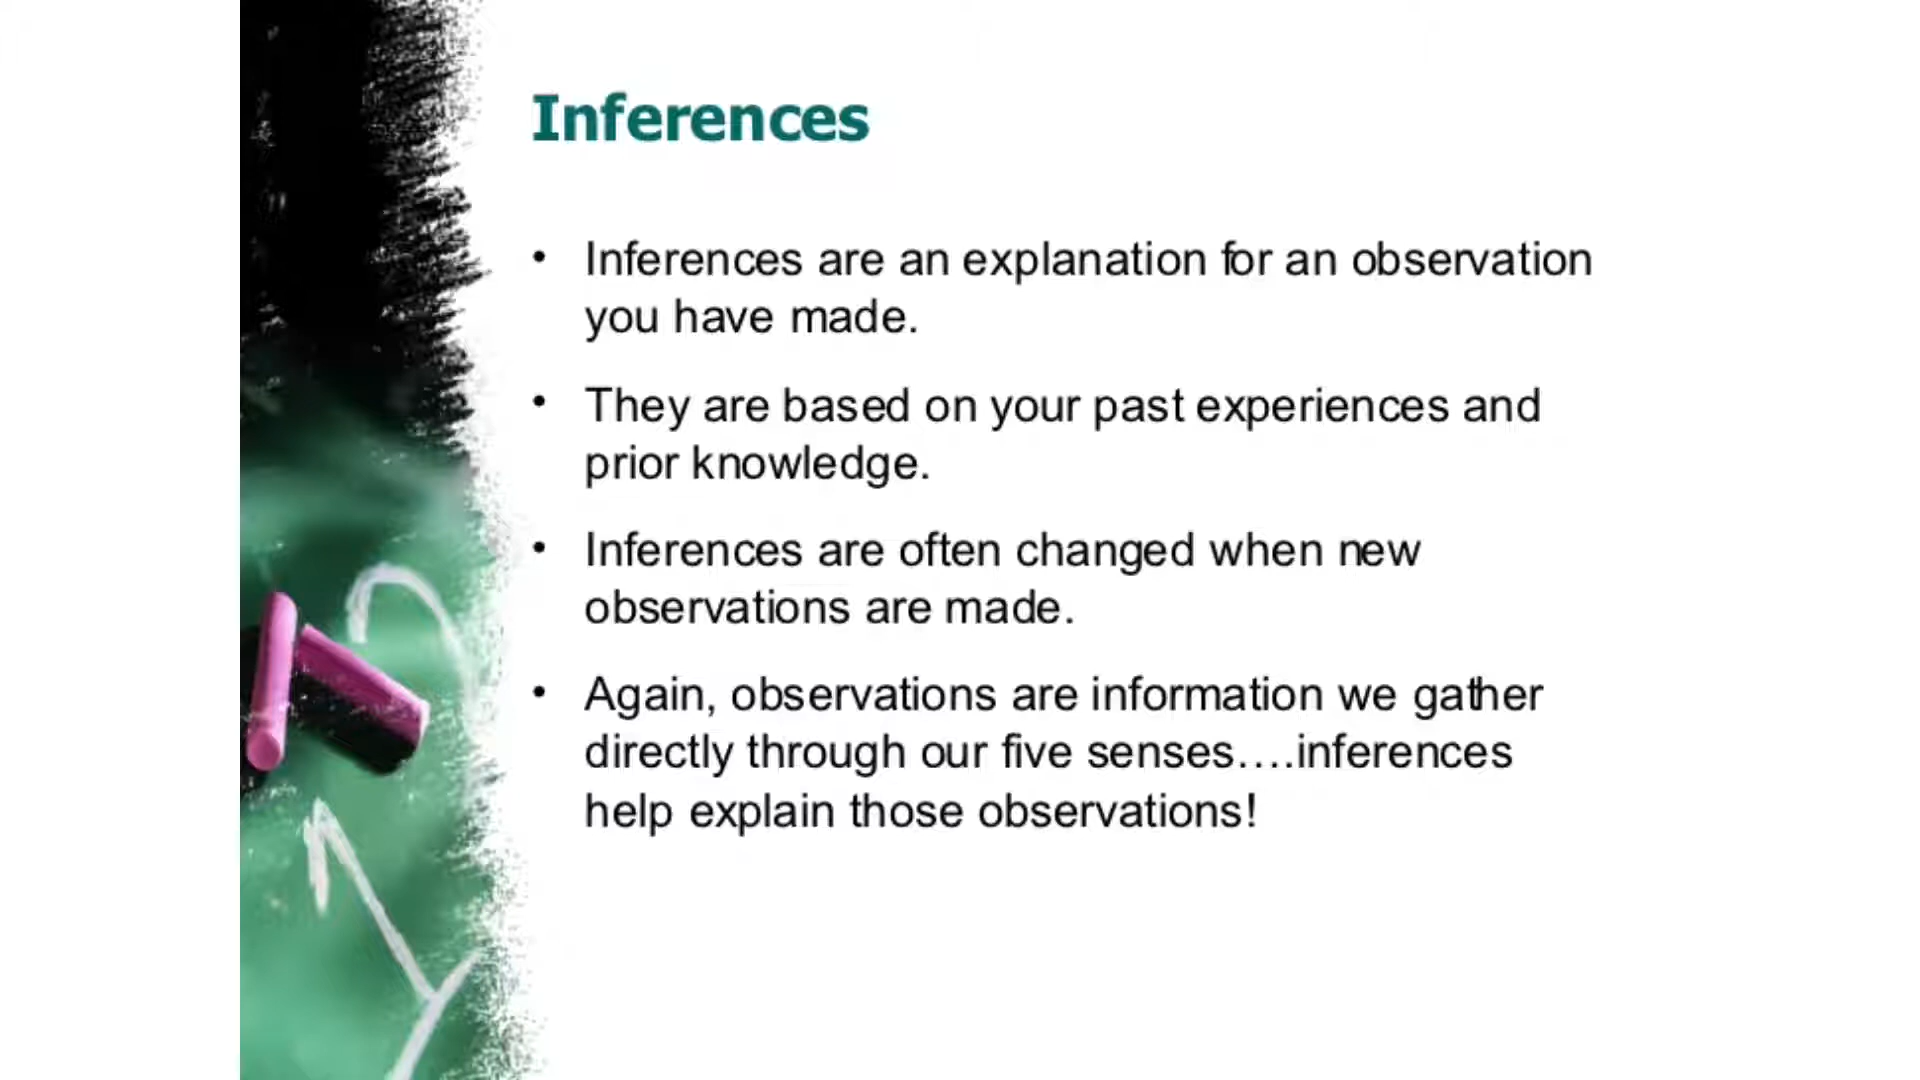 Inferences
• Inferences are an explanation for an observation
you have made.
• They are based on your past experiences and
prior knowledge.
• Inferences are often changed when new
observations are made.
• Again, observations are information we gather
directly through our five senses….inferences
help explain those observations!